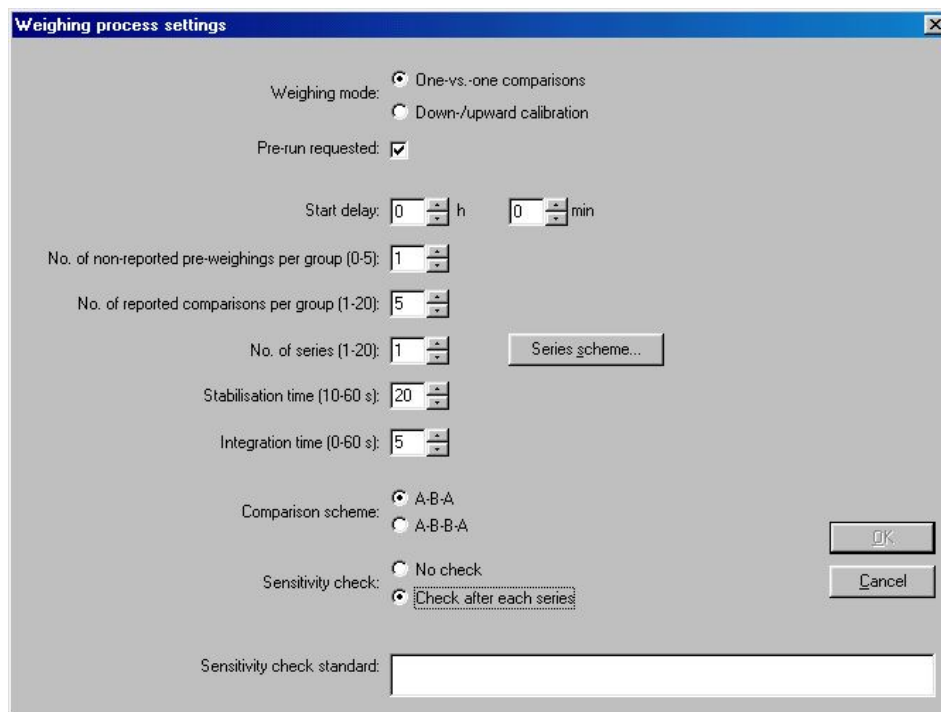 Weighing process settings
Weighing mode:
One-vs.-one comparisons
Down-/upward calibration
Pre-run requested:
Start delay: 0 h 0 min
No. of non-reported pre-weighings per group (0-5): 1
No. of reported comparisons per group (1-20): 5
No. of series (1-20): 1 Series scheme...
Stabilisation time (10-60 s): 20
Integration time (0-60 s): 5
Comparison scheme:
A-B-A
A-B-B-A
OK
Sensitivity check:
No check
Check after each series
Cancel
Sensitivity check standard: